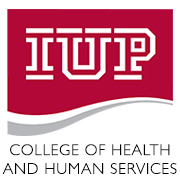 IUP
COLLEGE OF HEALTH
AND HUMAN SERVICES